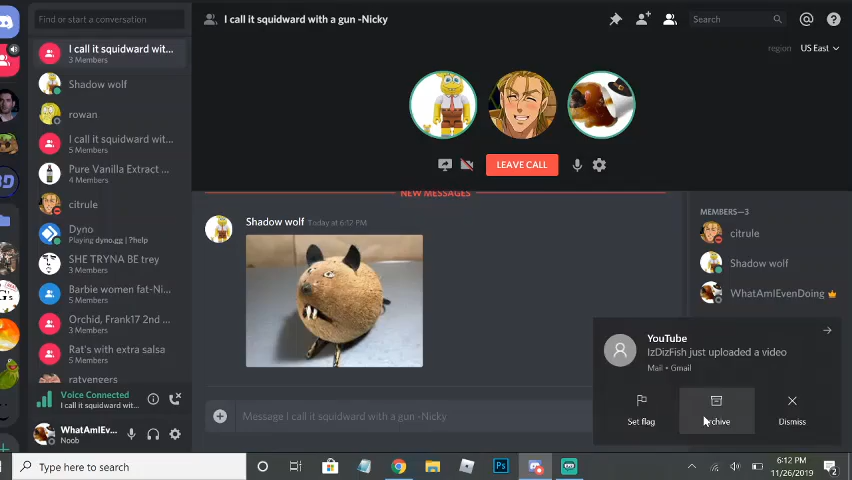 Find or start a conversation
I call it squidward wit...
3 Members
Shadow wolf
rowan
I call it squidward wit...
5 Members
Pure Vanilla Extract ...
4 Members
citrule
Dyno
Playing dyno.gg | ?help
SHE TRYNA BE trey
3 Members
Barbie women fat-Ni...
2 Members
Orchid, Frank17 2nd ...
3 Members
Rat's with extra salsa
3 Members
ratvengers
Voice Connected
I call it squidward wit...
WhatAmIEv...
Noob
I call it squidward with a gun -Nicky
Search
region US East
LEAVE CALL
NEW MESSAGES
Shadow wolf Today at 6:12 PM
Message I call it squidward with a gun -Nicky
MEMBERS—3
citrule
Shadow wolf
WhatAmIEvenDoing
YouTube
IzDizFish just uploaded a video
Mail • Gmail
Set flag
Archive
Dismiss
Type here to search
Ps
6:12 PM
11/26/2019
2